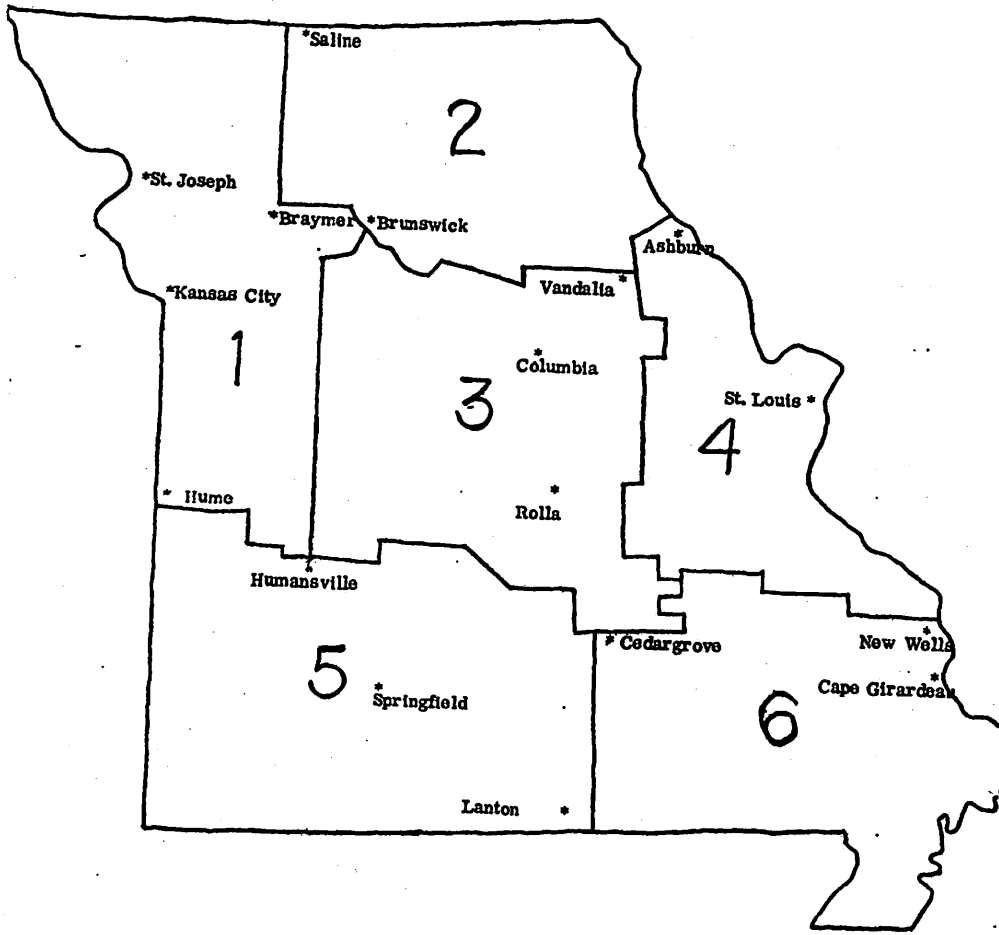 *Saline
2
*St. Joseph
*Braymer
*Brunswick
Ashburn
*
*Kansas City
Vandalia *
1
*
Columbia
3
St. Louis *
4
* Hume
*
Rolla
*
Humansville
* Cedargrove
New Wells
*
5
*
Springfield
Cape Girardeau
*
6
Lanton *